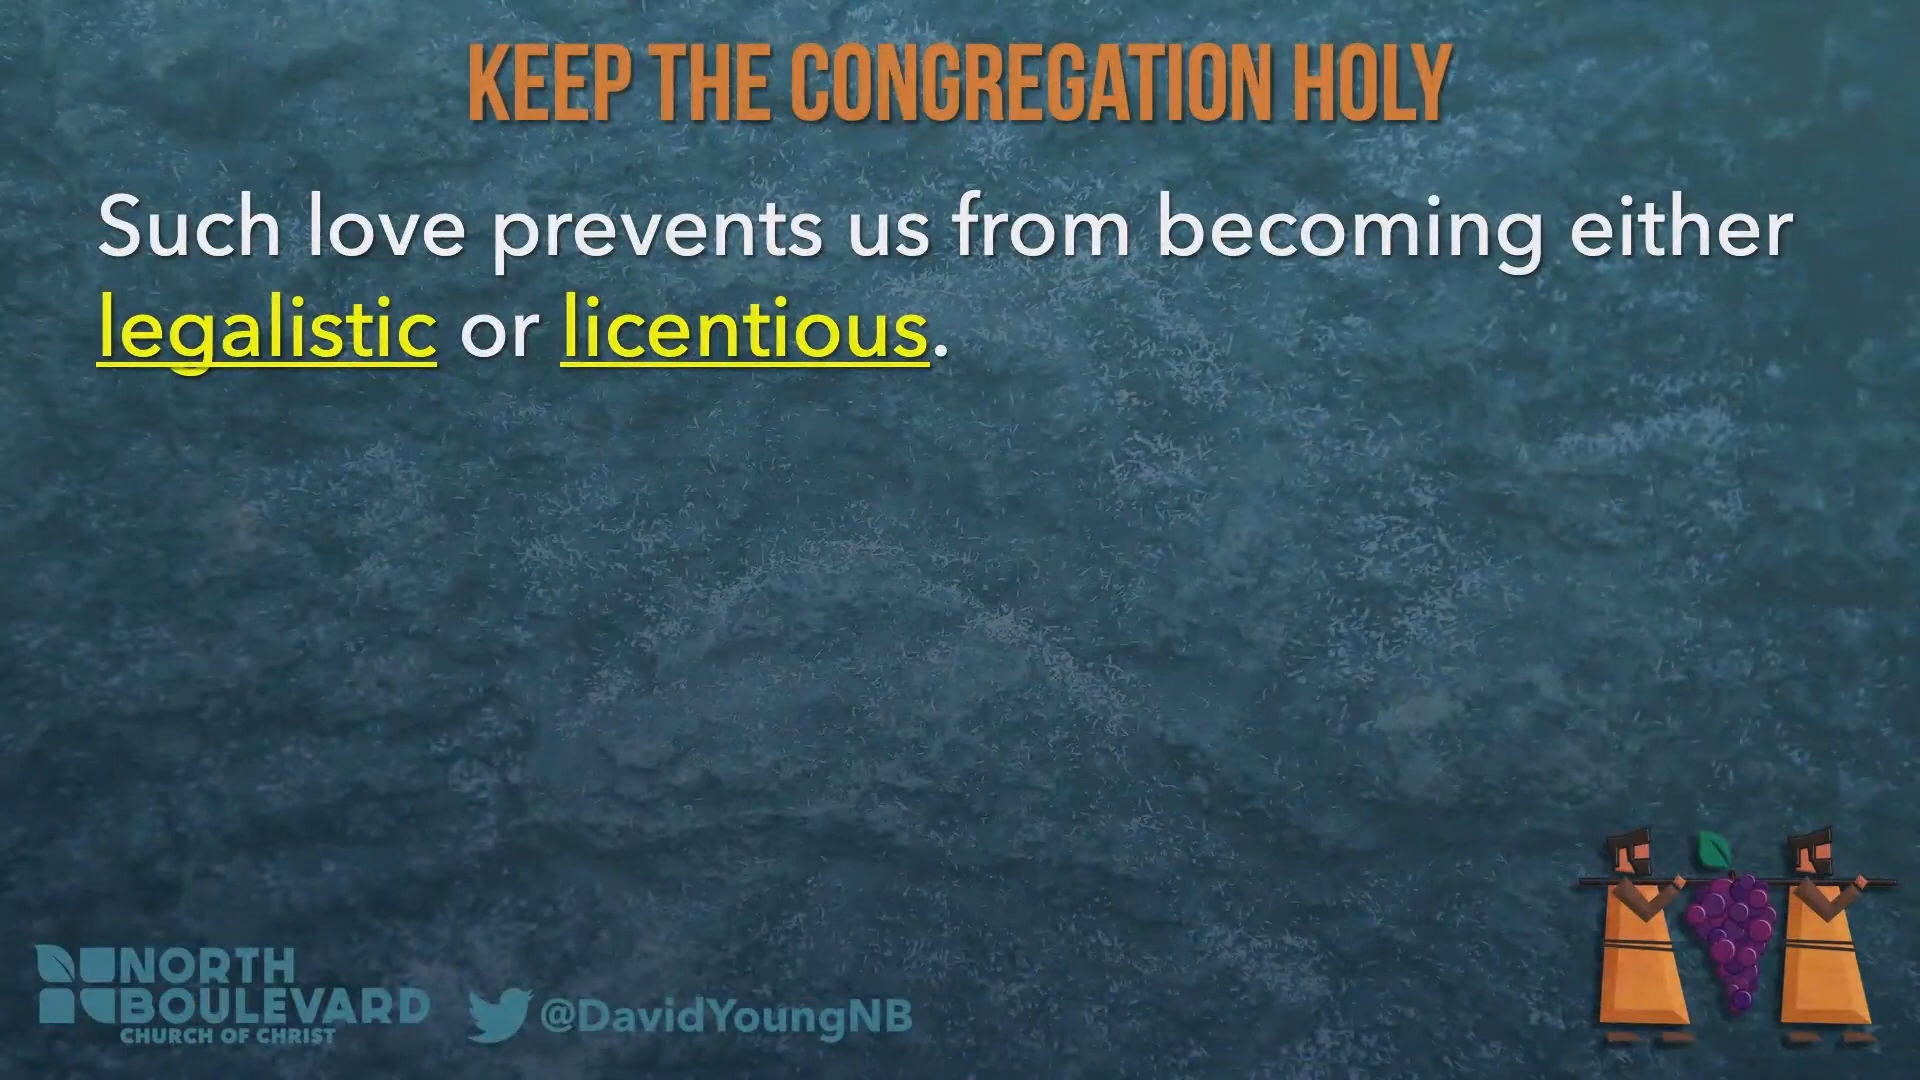 KEEP THE CONGREGATION HOLY
Such love prevents us from becoming either
legalistic or licentious.
NORTH
BOULEVARD
CHURCH OF CHRIST
@DavidYoungNB